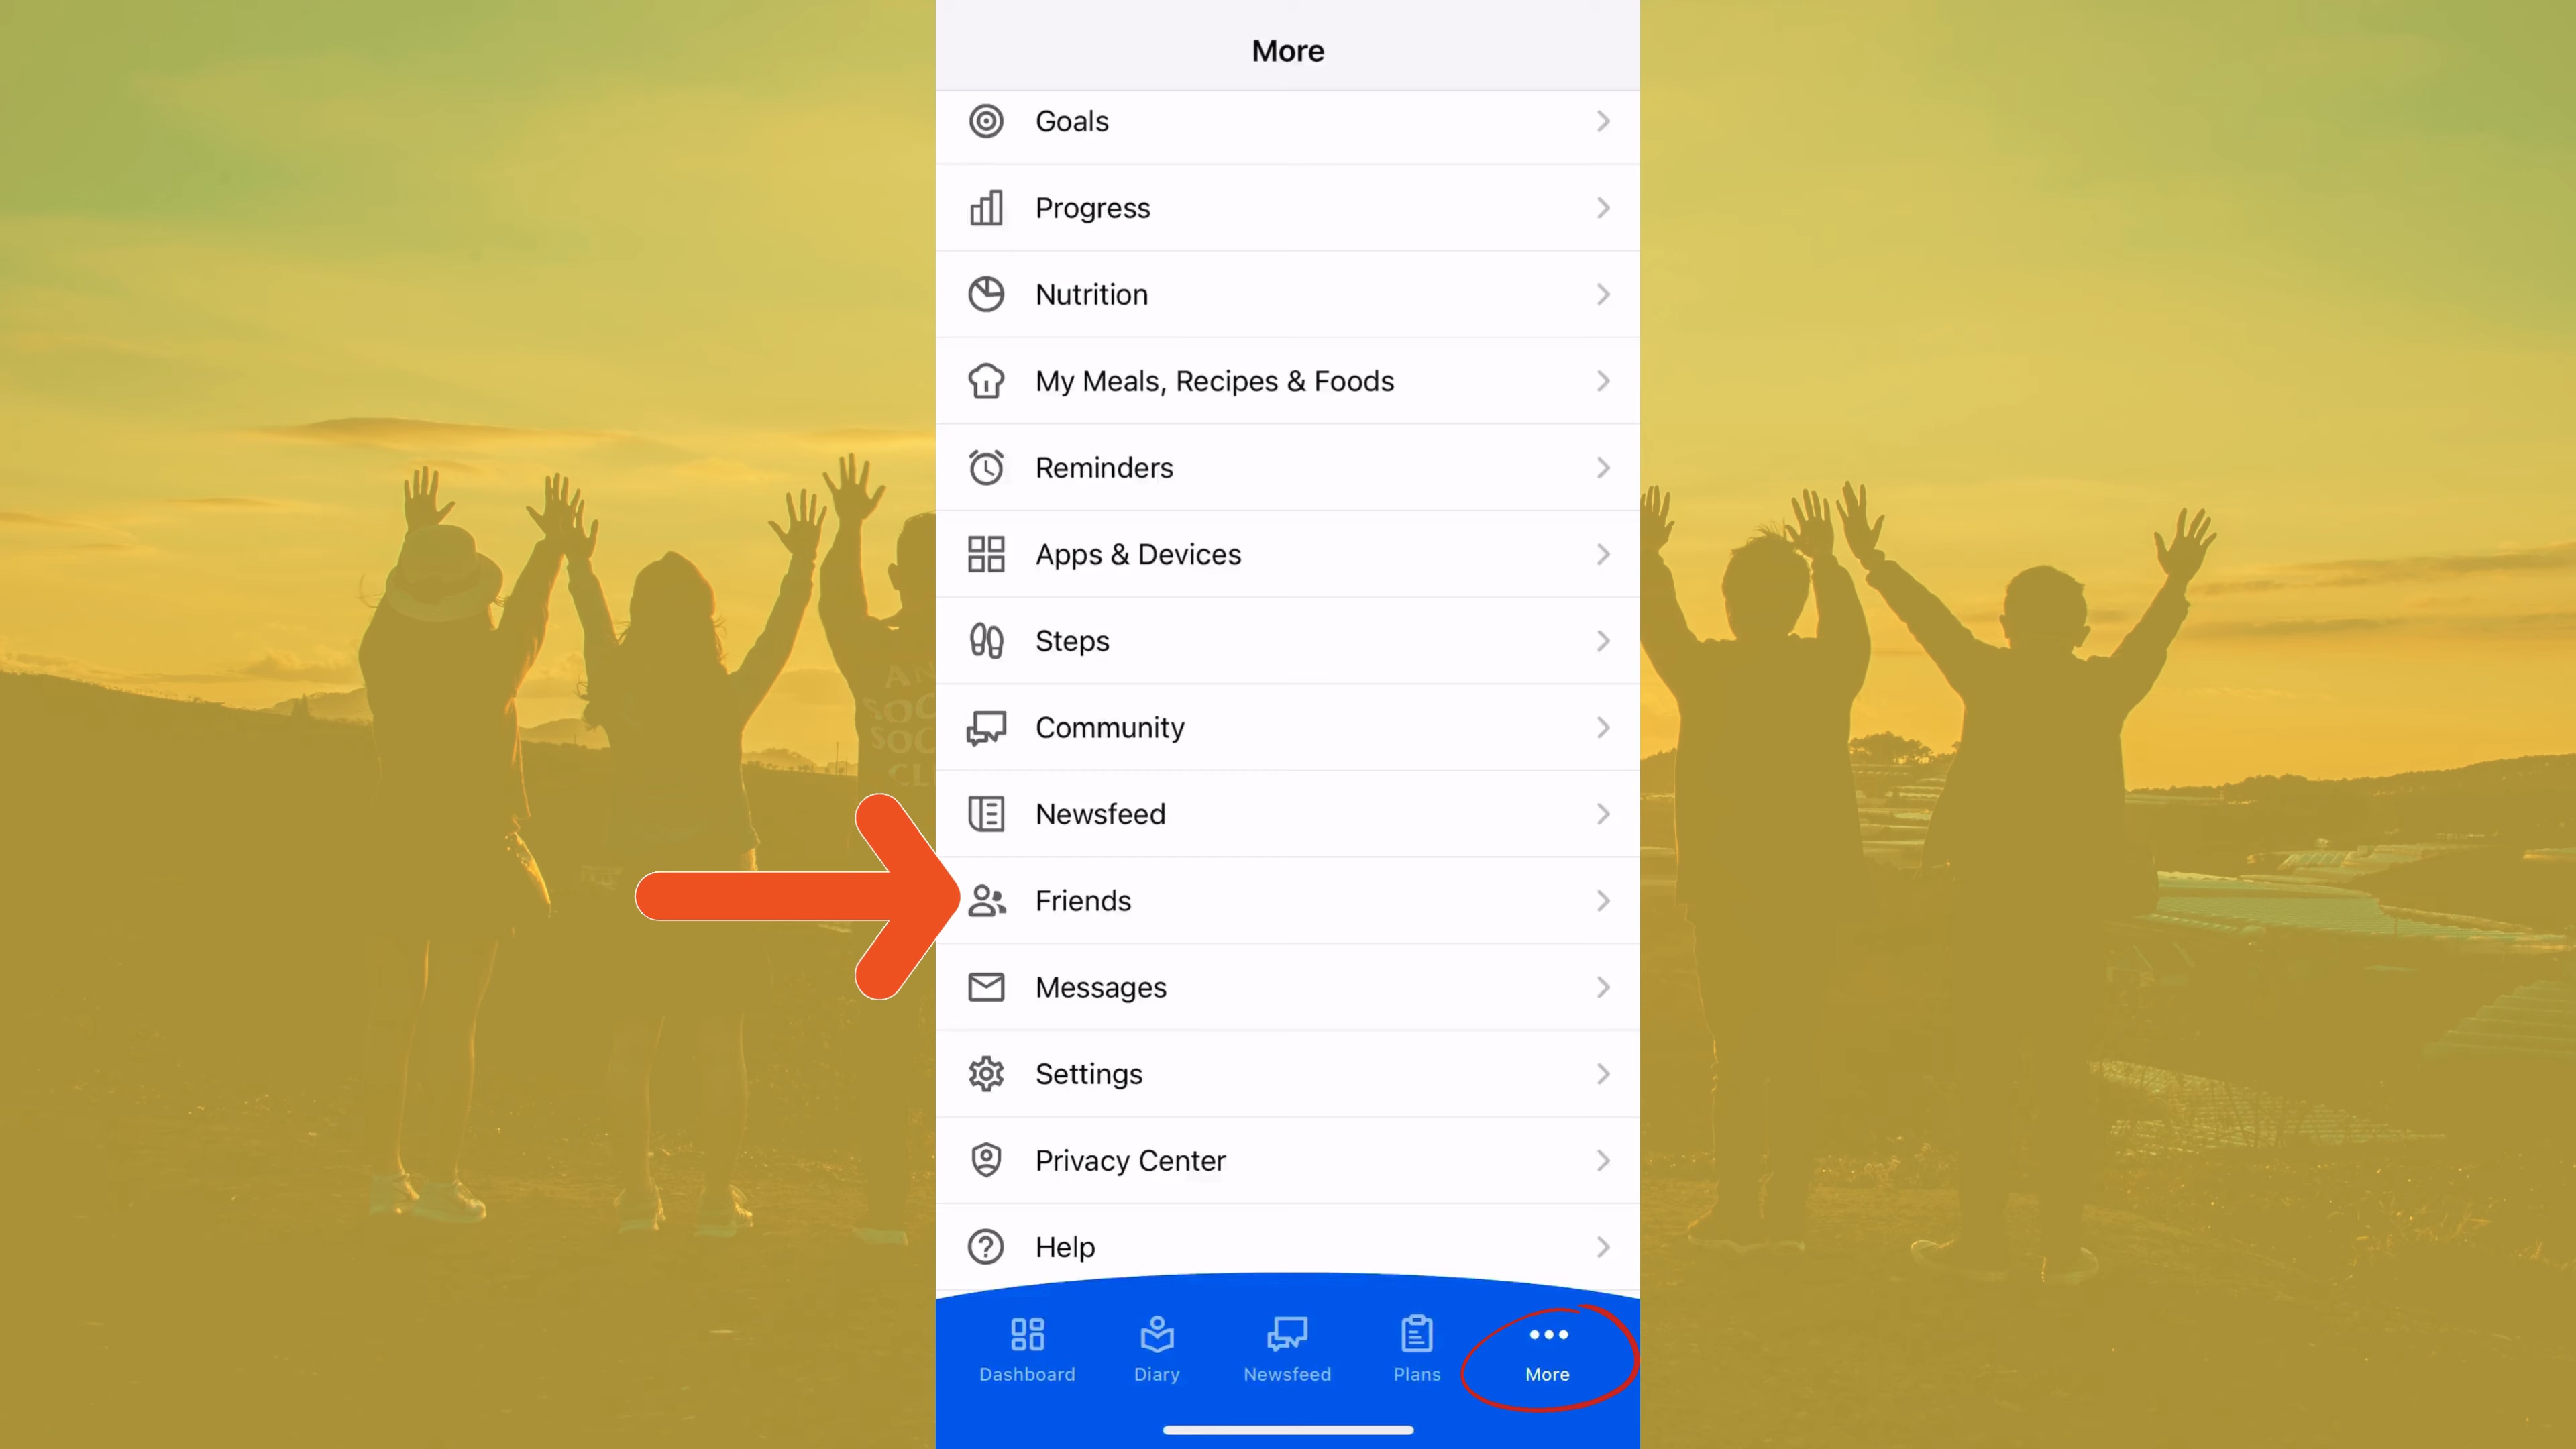 More
Goals
Progress
Nutrition
My Meals, Recipes & Foods
Reminders
Apps & Devices
Steps
Community
Newsfeed
Friends
Messages
Settings
Privacy Center
Help
Dashboard
Diary
Newsfeed
Plans
More